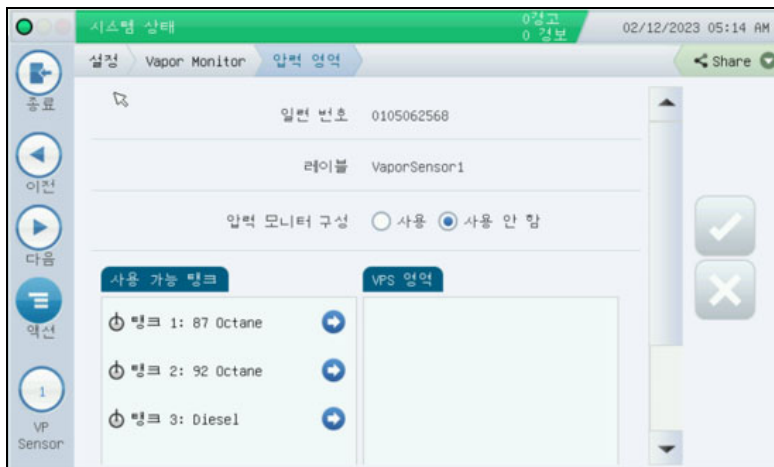 시스템 상태
0경고
0 경보
02/12/2023 05:14 AM
설정 Vapor Monitor 압력 영역
Share
종료
일련 번호 0105062568
이전
레이블 VaporSensor1
다음
압력 모니터 구성 사용 사용 안 함
액션
사용 가능 탱크 VPS 영역
탱크 1: 87 Octane
탱크 2: 92 Octane
탱크 3: Diesel
1
VP
Sensor